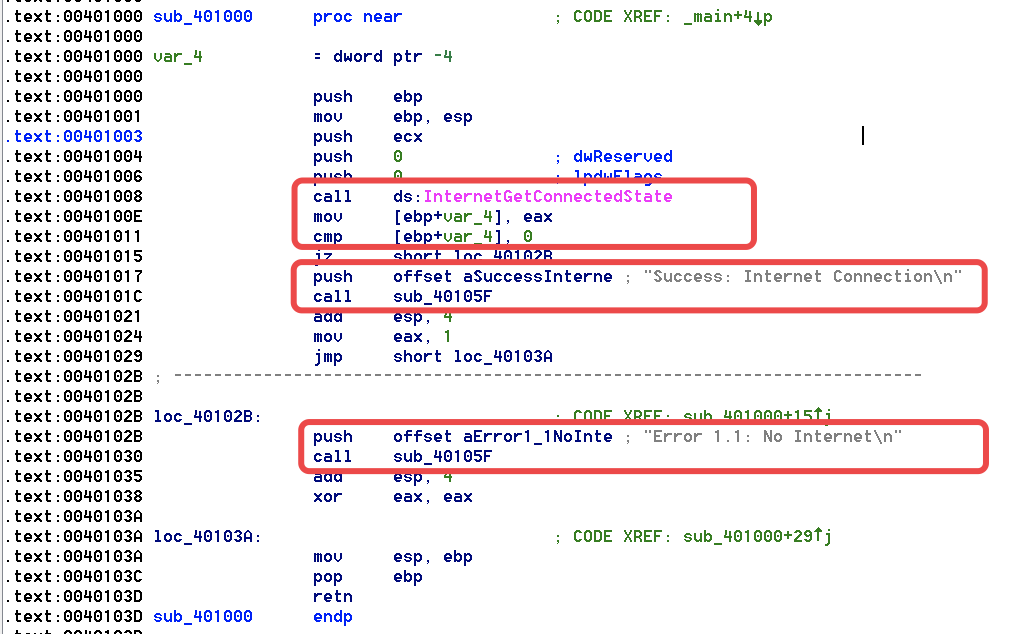 .text:00401000 sub_401000      proc near               ; CODE XREF: _main+4↓p
.text:00401000
.text:00401000 var_4           = dword ptr -4
.text:00401000
.text:00401000                 push    ebp
.text:00401001                 mov     ebp, esp
.text:00401003                 push    ecx
.text:00401004                 push    0               ; dwReserved
.text:00401006                 push    0               ; lpdwFlags
.text:00401008                 call    ds:InternetGetConnectedState
.text:0040100E                 mov     [ebp+var_4], eax
.text:00401011                 cmp     [ebp+var_4], 0
.text:00401015                 jz      short loc_40102B
.text:00401017                 push    offset aSuccessInterne ; "Success: Internet Connection\n"
.text:0040101C                 call    sub_40105F
.text:00401021                 add     esp, 4
.text:00401024                 mov     eax, 1
.text:00401029                 jmp     short loc_40103A
.text:0040102B ; ---------------------------------------------------------------------------
.text:0040102B
.text:0040102B loc_40102B:                             ; CODE XREF: sub_401000+15↑j
.text:0040102B                 push    offset aError1_1NoInte ; "Error 1.1: No Internet\n"
.text:00401030                 call    sub_40105F
.text:00401035                 add     esp, 4
.text:00401038                 xor     eax, eax
.text:0040103A
.text:0040103A loc_40103A:                             ; CODE XREF: sub_401000+29↑j
.text:0040103A                 mov     esp, ebp
.text:0040103C                 pop     ebp
.text:0040103D                 retn
.text:0040103D sub_401000      endp